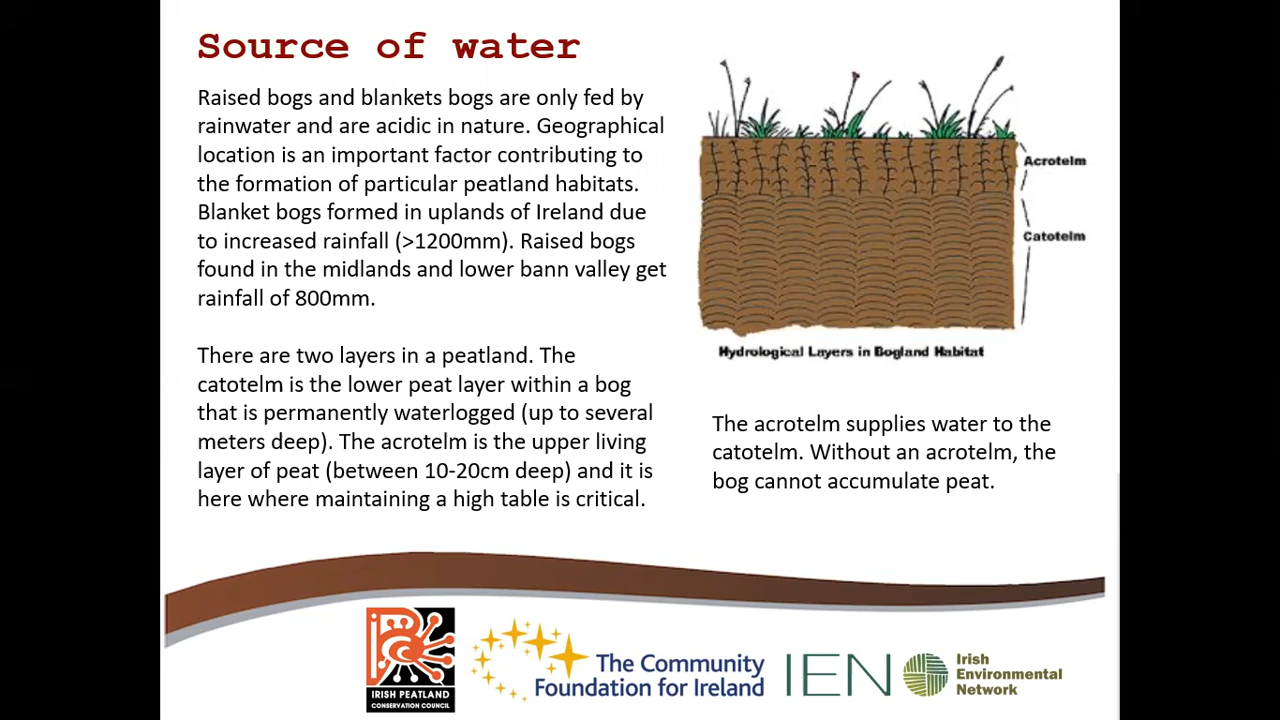 Source of water
Raised bogs and blankets bogs are only fed by
rainwater and are acidic in nature. Geographical
location is an important factor contributing to
the formation of particular peatland habitats.
Blanket bogs formed in uplands of Ireland due
to increased rainfall (>1200mm). Raised bogs
found in the midlands and lower bann valley get
rainfall of 800mm.
There are two layers in a peatland. The
catotelm is the lower peat layer within a bog
that is permanently waterlogged (up to several
meters deep). The acrotelm is the upper living
layer of peat (between 10-20cm deep) and it is
here where maintaining a high table is critical.
Acrotelm
Catotelm
Hydrological Layers in Bogland Habitat
The acrotelm supplies water to the
catotelm. Without an acrotelm, the
bog cannot accumulate peat.
IRISH PEATLAND
CONSERVATION COUNCIL
The Community
Foundation for Ireland
IEN
Irish
Environmental
Network